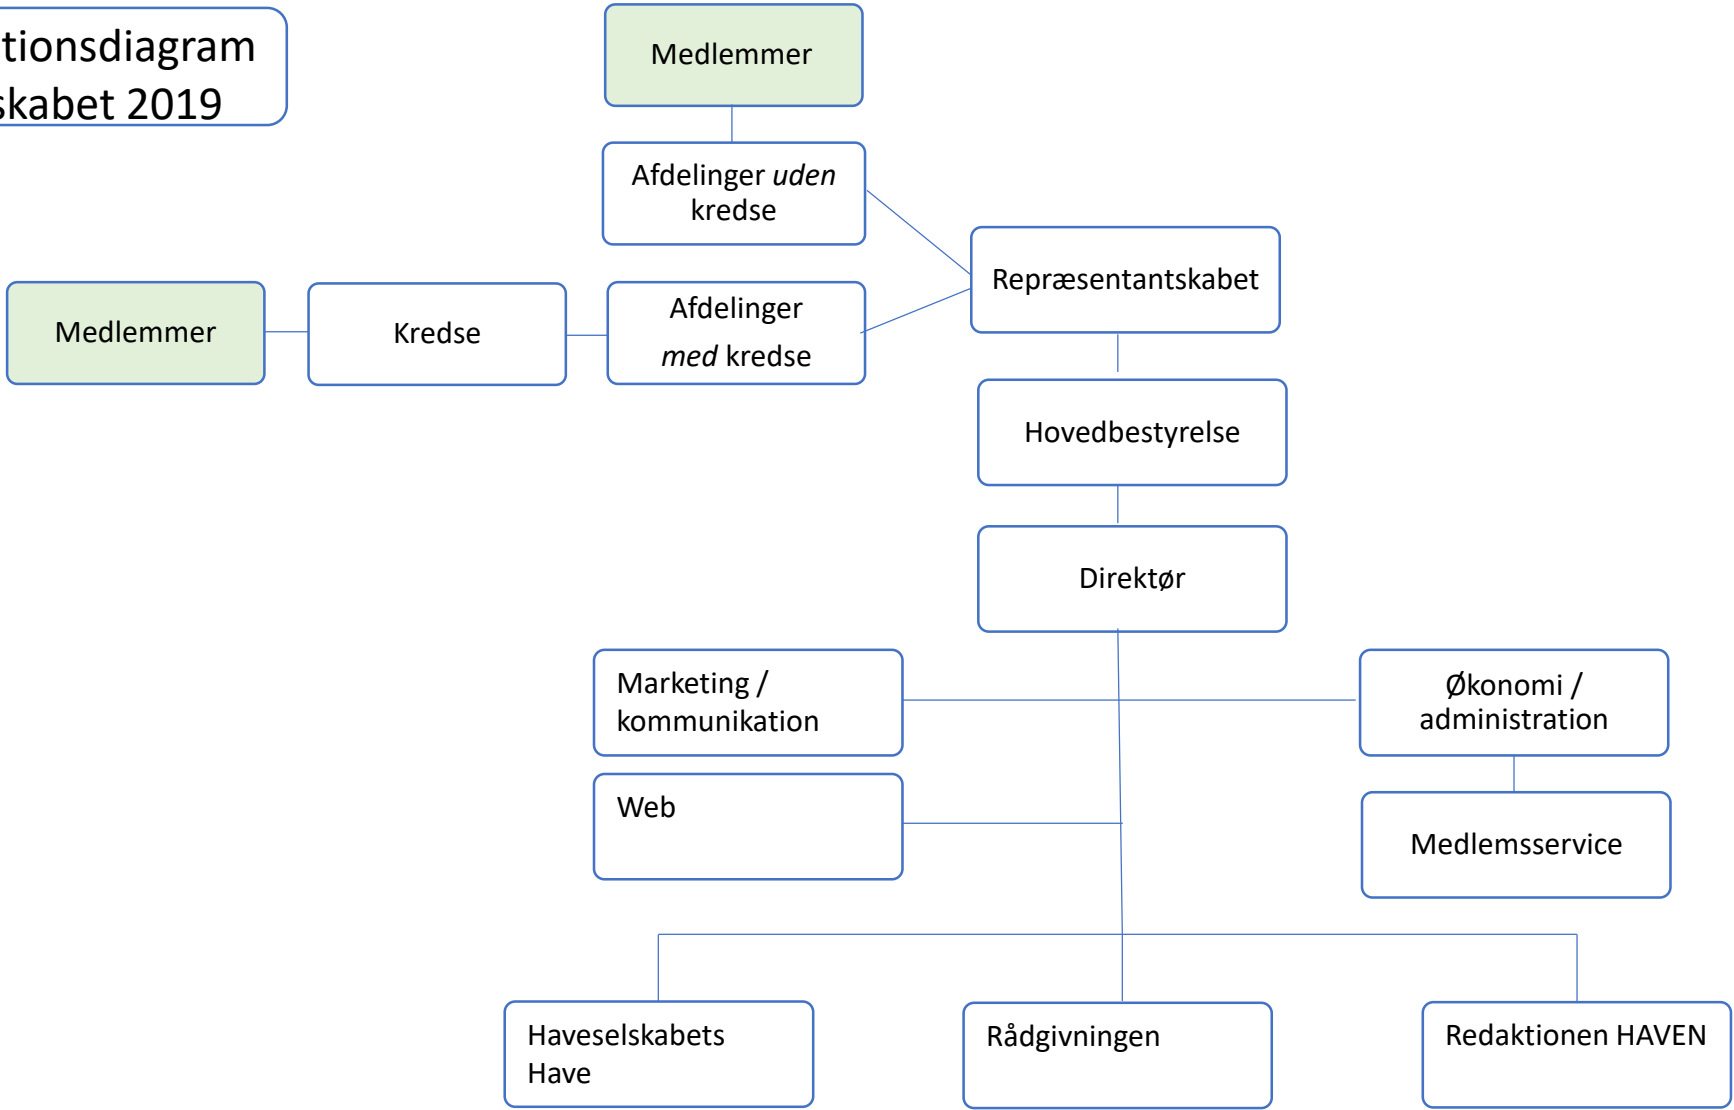 tionsdiagram
skabet 2019
Medlemmer
Afdelinger uden
kredse
Repræsentantskabet
Medlemmer
Kredse
Afdelinger
med kredse
Hovedbestyrelse
Direktør
Marketing /
kommunikation
Økonomi /
administration
Web
Medlemsservice
Haveselskabets
Have
Rådgivningen
Redaktionen HAVEN